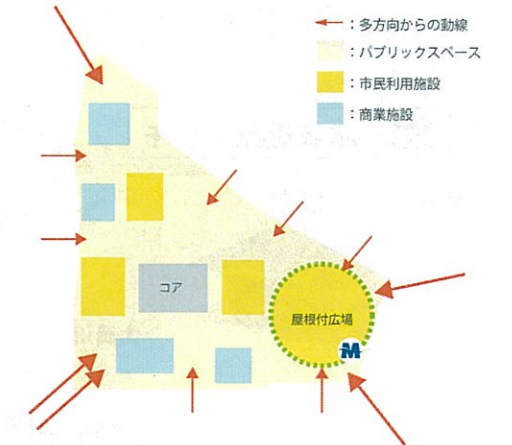 ：多方向からの動線
：パブリックスペース
：市民利用施設
：商業施設
コア
屋根付広場
M